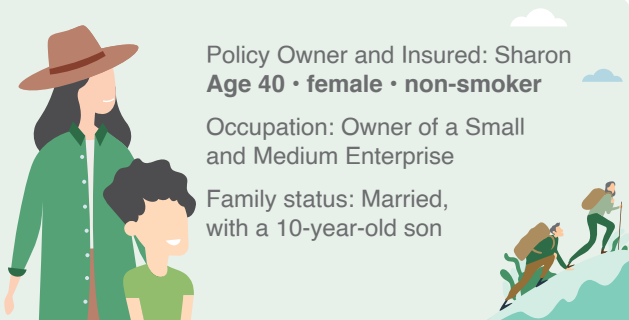 Policy Owner and Insured: Sharon
Age 40 • female • non-smoker
Occupation: Owner of a Small
and Medium Enterprise
Family status: Married,
with a 10-year-old son